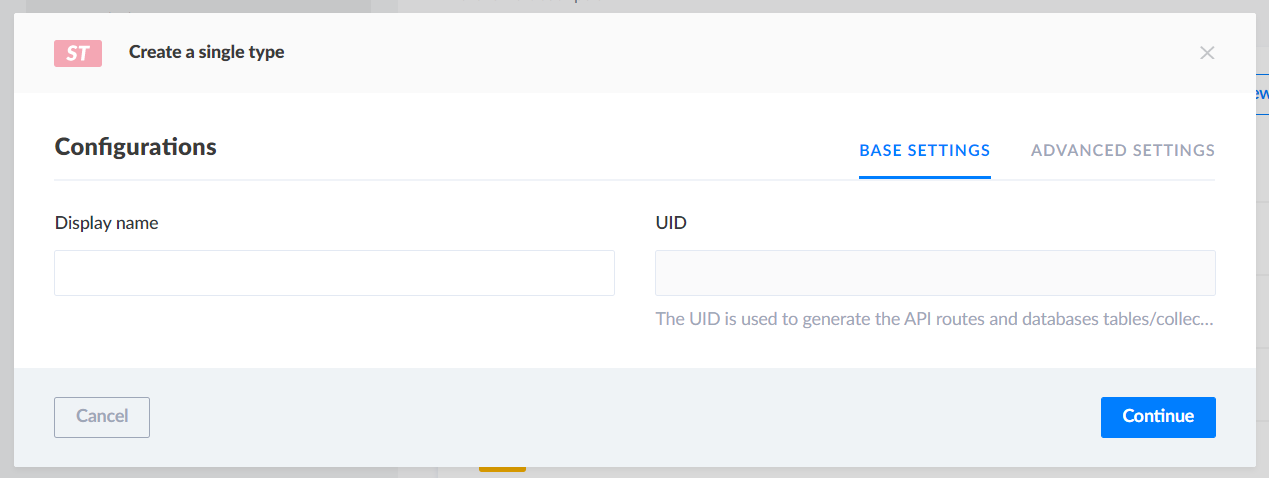 ST Create a single type
Configurations
BASE SETTINGS ADVANCED SETTINGS
Display name UID
The UID is used to generate the API routes and databases tables/collec...
Cancel Continue